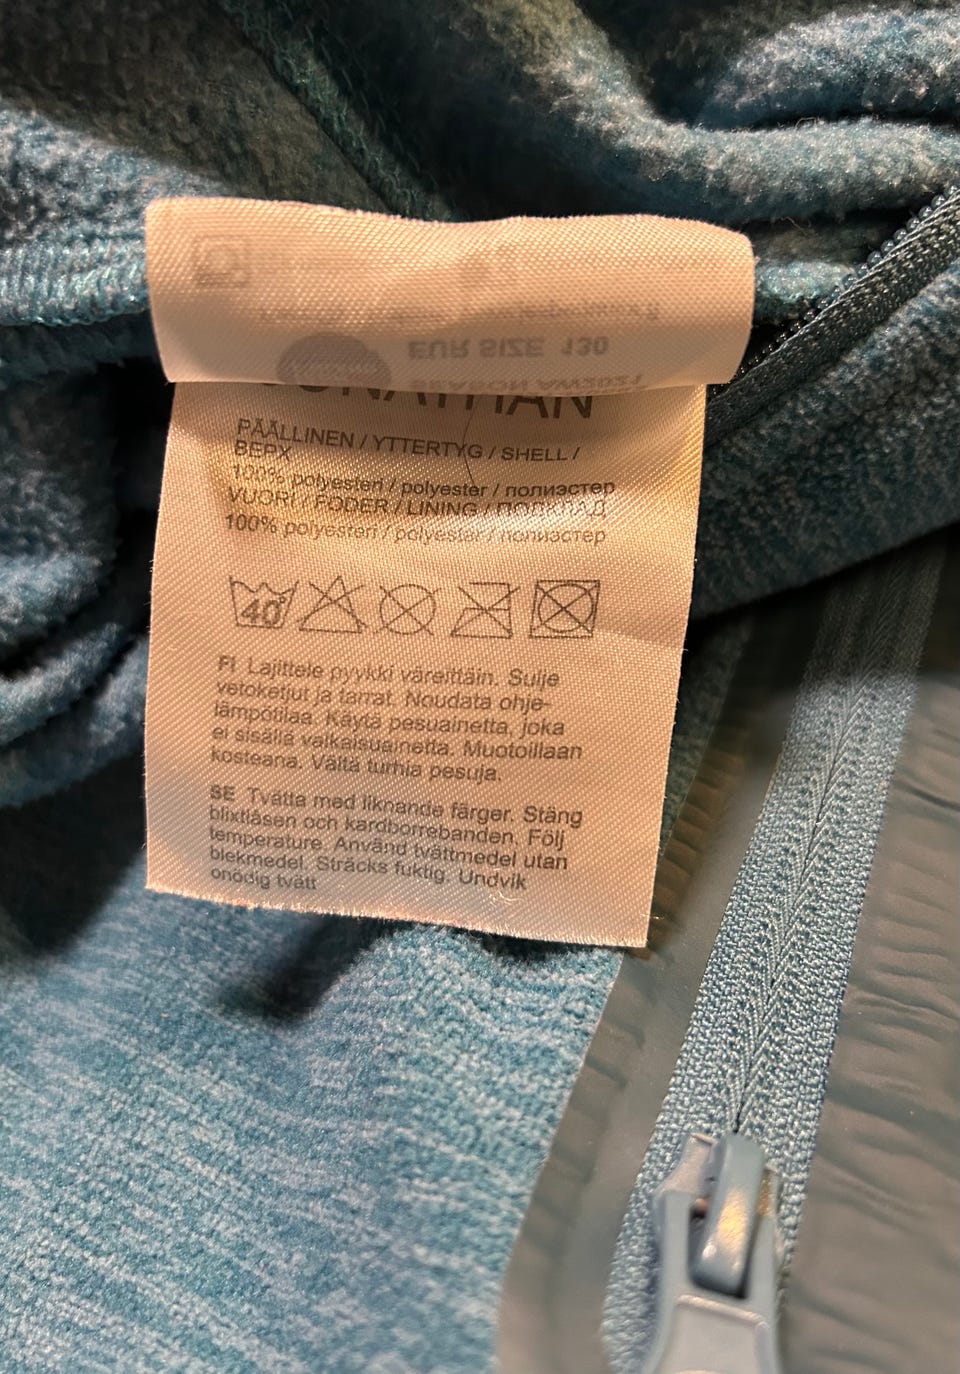 EUR SIZE 130
SEASON AW2021
PÄÄLLINEN / YTTERTYG / SHELL /
ВЕРХ
100% polyesteri / polyester / полиэстер
VUORI / FODER / LINING / ПОДКЛАД
100% polyesteri / polyester / полиэстер
40
FI Lajittele pyykki väreittäin. Sulje
vetoketjut ja tarrat. Noudata ohje-
lämpötilaa. Käytä pesuainetta, joka
ei sisällä valkaisuainetta. Muotoillaan
kosteana. Vältä turhia pesuja.
SE Tvätta med liknande färger. Stäng
blixtlåsen och kardborrebanden. Följ
temperature. Använd tvättmedel utan
blekmedel. Sträcks fuktig. Undvik
onödig tvätt